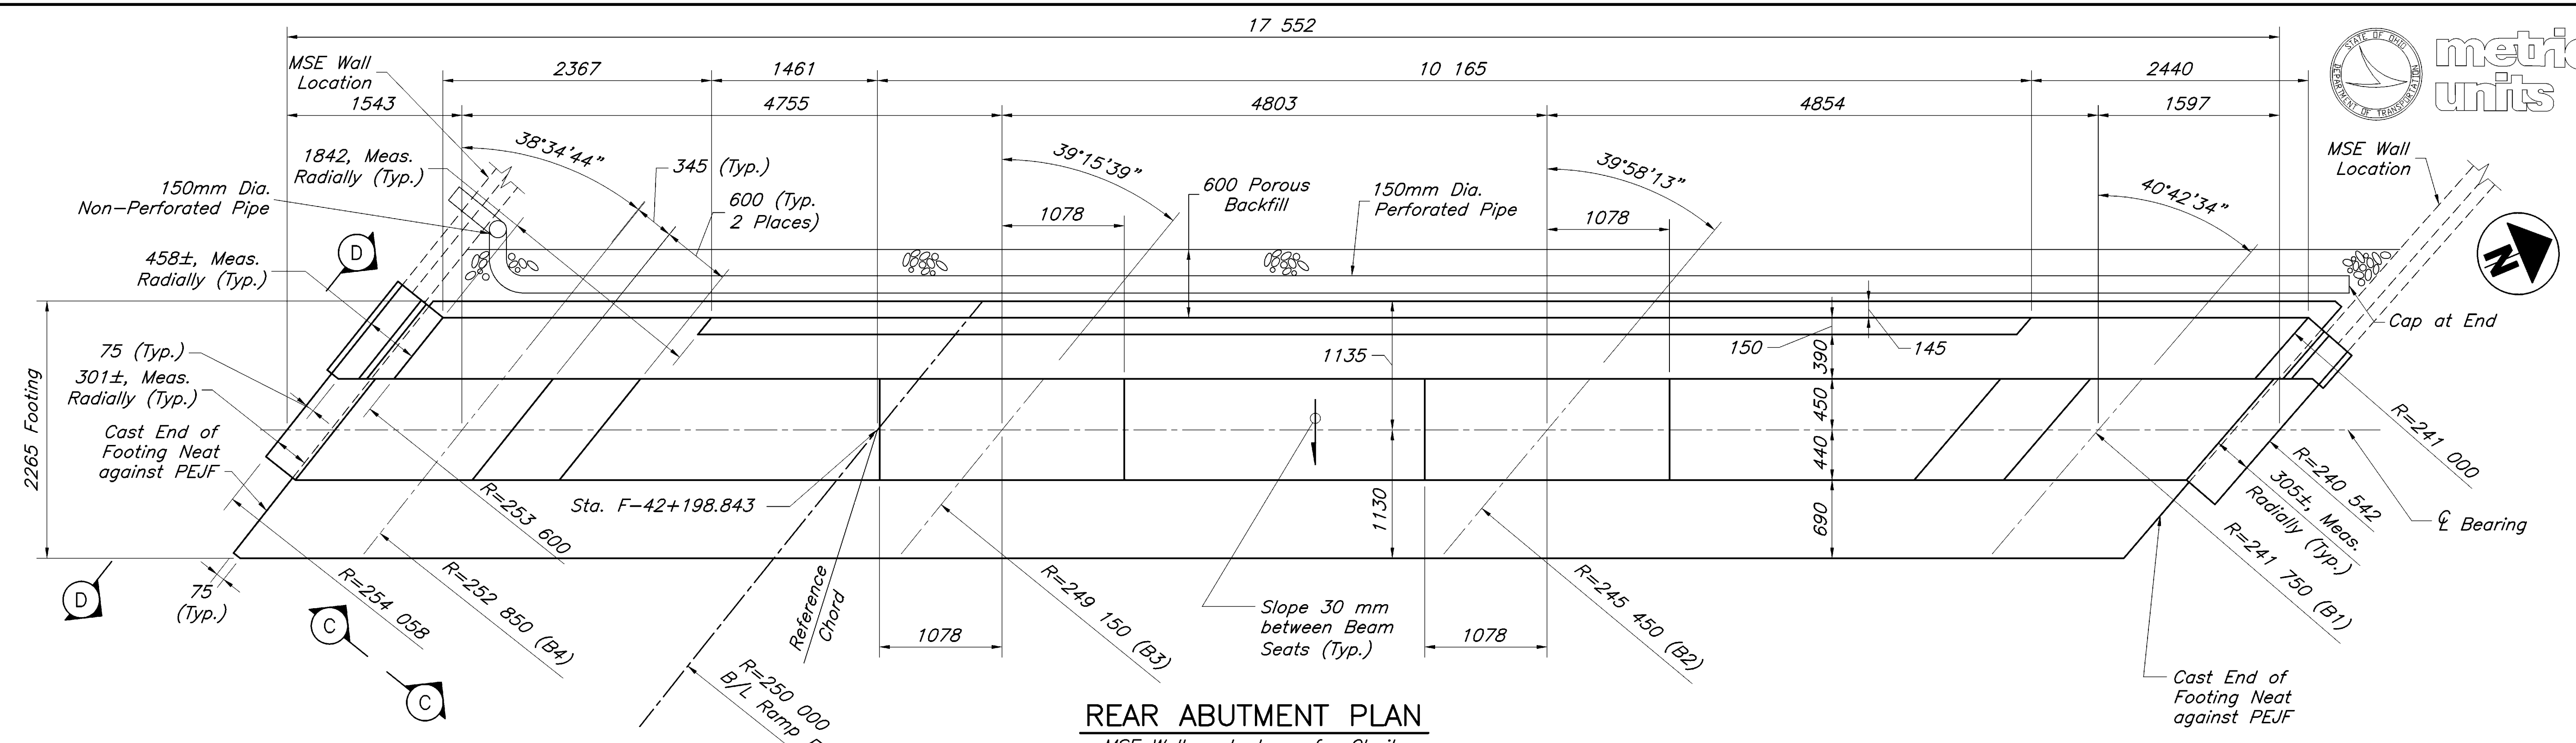 17 552
STATE OF OHIO
DEPARTMENT OF TRANSPORTATION
units
MSE Wall
Location
2367
1461
10 165
2440
1543
4755
4803
4854
1597
38°34'44"
39°15'39"
39°58'13"
40°42'34"
MSE Wall
Location
1842, Meas.
Radially (Typ.)
345 (Typ.)
600 (Typ.
2 Places)
150mm Dia.
Non-Perforated Pipe
600 Porous
Backfill
150mm Dia.
Perforated Pipe
1078
1078
N
D
458±, Meas.
Radially (Typ.)
Cap at End
75 (Typ.)
301±, Meas.
Radially (Typ.)
1135
150
145
390
450
440
690
1130
2265 Footing
Cast End of
Footing Neat
against PEJF
Sta. F-42+198.843
R=241 000
R=240 542
℄ Bearing
305±, Meas.
Radially (Typ.)
R=241 750 (B1)
R=253 600
R=254 058
R=252 850 (B4)
R=249 150 (B3)
R=245 450 (B2)
75
(Typ.)
D
C
C
Reference
Chord
1078
1078
Slope 30 mm
between Beam
Seats (Typ.)
R=250 000
B/L Ramp
Cast End of
Footing Neat
against PEJF
REAR ABUTMENT PLAN